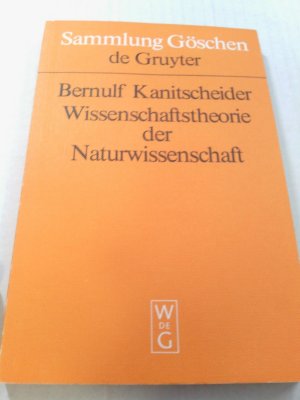 Sammlung Göschen
de Gruyter
Bernulf Kanitscheider
Wissenschaftstheorie
der
Naturwissenschaft
W
DE
G